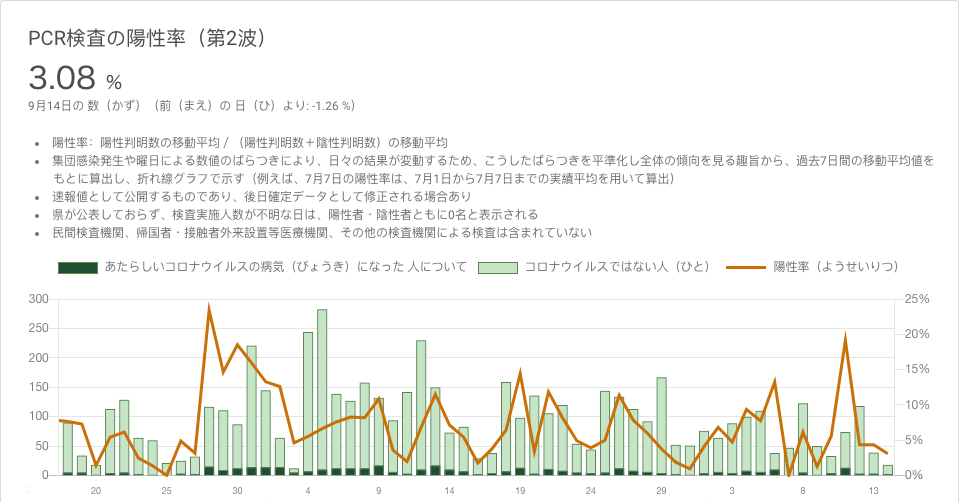 PCR検査の陽性率（第2波）
3.08 %
9月14日の 数（かず）（前（まえ）の 日（ひ）より: -1.26 %）
• 陽性率：陽性判明数の移動平均 / （陽性判明数＋陰性判明数）の移動平均
• 集団感染発生や曜日による数値のばらつきにより、日々の結果が変動するため、こうしたばらつきを平準化し全体の傾向を見る趣旨から、過去7日間の移動平均値を
もとに算出し、折れ線グラフで示す（例えば、7月7日の陽性率は、7月1日から7月7日までの実績平均を用いて算出）
• 速報値として公開するものであり、後日確定データとして修正される場合あり
• 県が公表しておらず、検査実施人数が不明な日は、陽性者・陰性者ともに0名と表示される
• 民間検査機関、帰国者・接触者外来設置等医療機関、その他の検査機関による検査は含まれていない
あたらしいコロナウイルスの病気（びょうき）になった 人について コロナウイルスではない人（ひと） 陽性率（ようせいりつ）
300 25%
250 20%
200 15%
150
100 10%
50 5%
0 0%
5 20 25 30 4 9 14 19 24 29 3 8 13